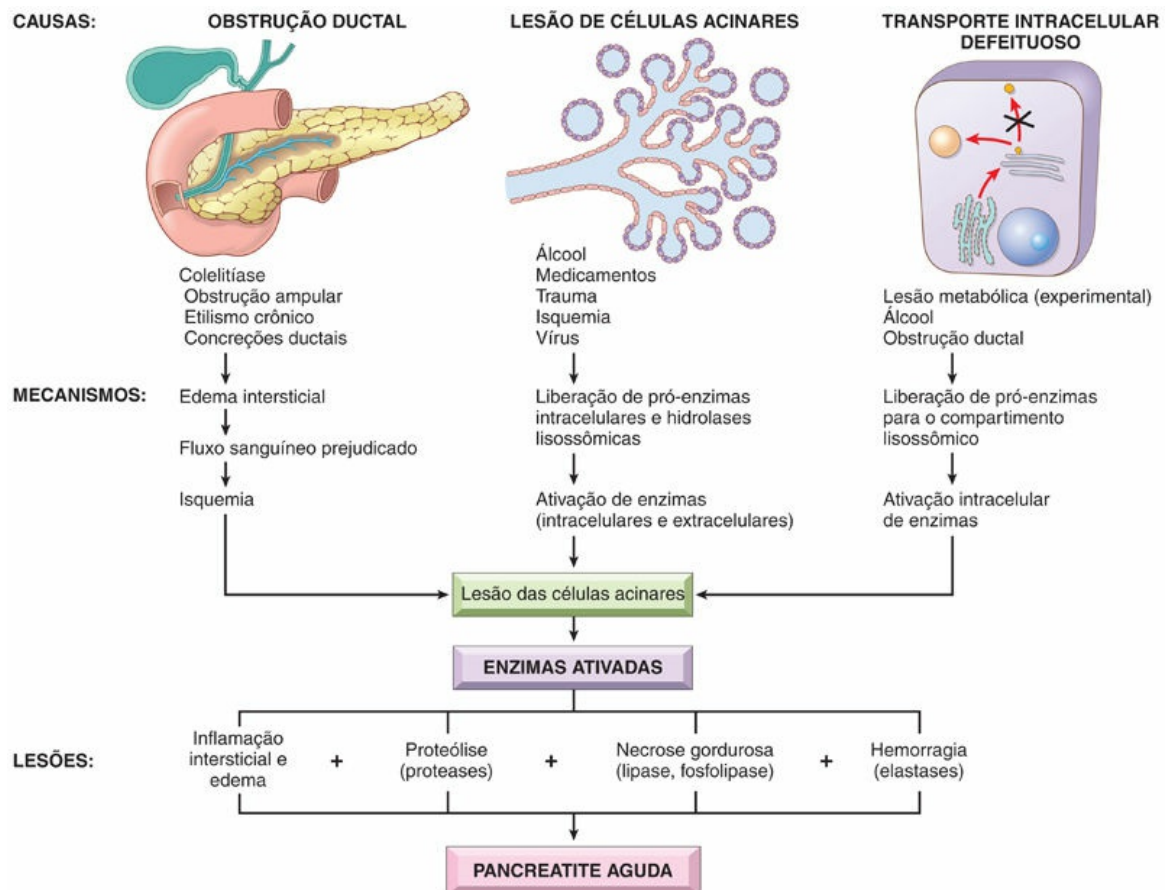 CAUSAS:
OBSTRUÇÃO DUCTAL
LESÃO DE CÉLULAS ACINARES
TRANSPORTE INTRACELULAR
DEFEITUOSO
Colelitíase
Obstrução ampular
Etilismo crônico
Concreções ductais
Álcool
Medicamentos
Trauma
Isquemia
Vírus
Lesão metabólica (experimental)
Álcool
Obstrução ductal
MECANISMOS:
Edema intersticial
Fluxo sanguíneo prejudicado
Isquemia
Liberação de pró-enzimas
intracelulares e hidrolases
lisossômicas
Ativação de enzimas
(intracelulares e extracelulares)
Liberação de pró-enzimas
para o compartimento
lisossômico
Ativação intracelular
de enzimas
Lesão das células acinares
ENZIMAS ATIVADAS
LESÕES:
Inflamação
intersticial e
edema
+
Proteólise
(proteases)
+
Necrose gordurosa
(lipase, fosfolipase)
+
Hemorragia
(elastases)
PANCREATITE AGUDA